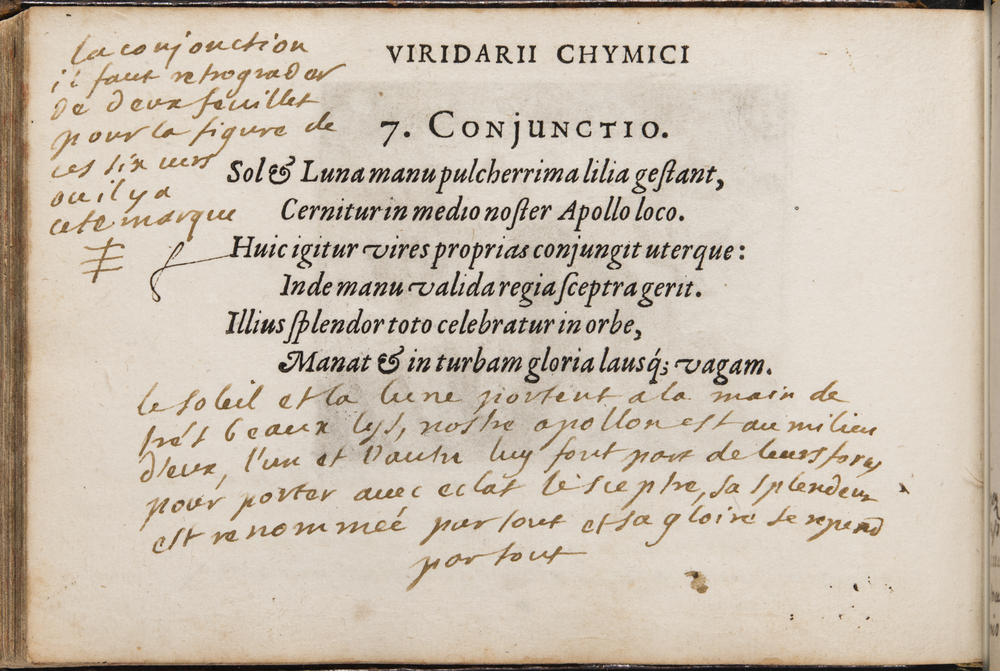 VIRIDARII CHYMICI
la conjonction
il faut retrograder
de deux feuillet
pour la figure de
ces six vers
ou il y a
cete marque
7. CONJUNCTIO.
Sol & Luna manu pulcherrima lilia geſtant,
Cernitur in medio noſter Apollo loco.
Huic igitur vires proprias conjungit uterque:
Inde manu valida regia ſceptra gerit.
Illius ſplendor toto celebratur in orbe,
Manat & in turbam gloria lausq́; vagam.
le soleil et la lune portent a la main de
trés beaux lys, nostre apollon est au milieu
d'eux, l'un et l'autre luy font part de leurs forces
pour porter avec eclat le sceptre, sa splendeur
est renommeé partout et sa gloire se repend
partout